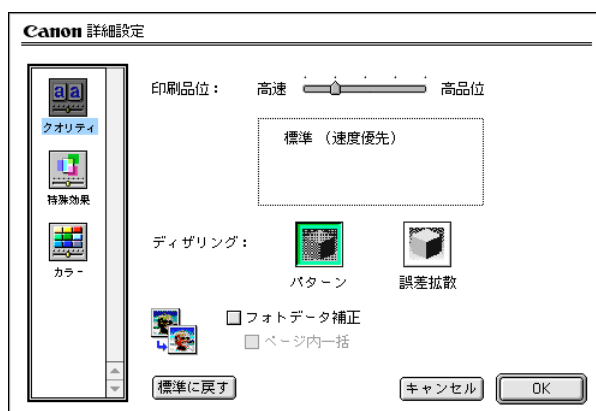 Canon 詳細設定
クオリティ
特殊効果
カラー
印刷品位：
高速
高品位
標準 （速度優先）
ディザリング：
パターン
誤差拡散
フォトデータ補正
ページ内一括
標準に戻す
キャンセル
OK